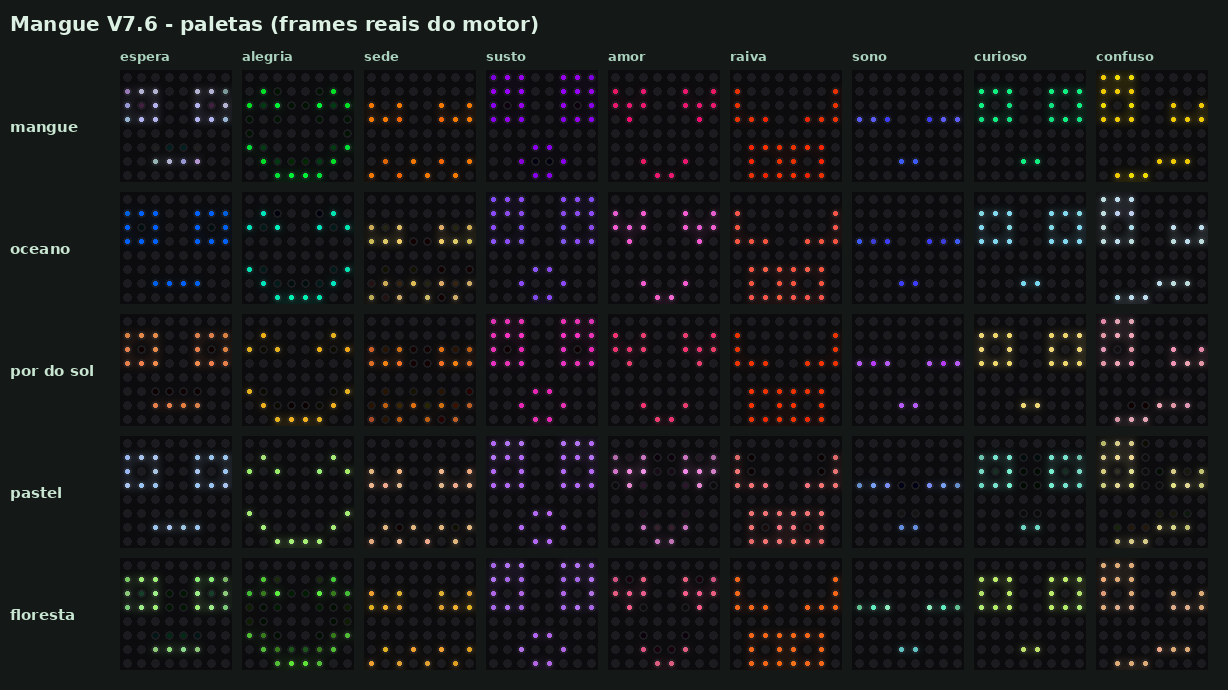 Mangue V7.6 - paletas (frames reais do motor)
espera alegria sede susto amor raiva sono curioso confuso
mangue
oceano
por do sol
pastel
floresta